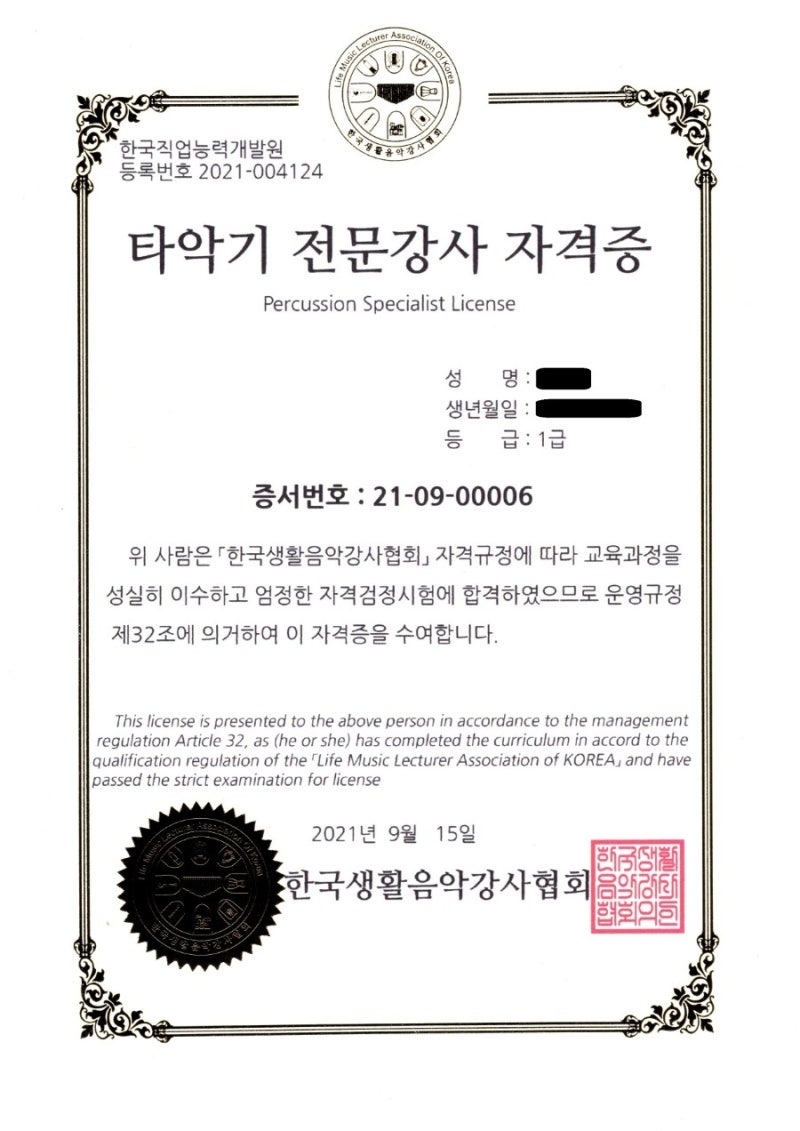 Life Music Lecturer Association Of Korea
한국생활음악강사협회
한국직업능력개발원
등록번호 2021-004124
타악기 전문강사 자격증
Percussion Specialist License
성 명 :
생년월일 :
등 급 : 1급
증서번호 : 21-09-00006
위 사람은 「한국생활음악강사협회」 자격규정에 따라 교육과정을
성실히 이수하고 엄정한 자격검정시험에 합격하였으므로 운영규정
제32조에 의거하여 이 자격증을 수여합니다.
This license is presented to the above person in accordance to the management
regulation Article 32, as (he or she) has completed the curriculum in accord to the
qualification regulation of the 「Life Music Lecturer Association of KOREA」 and have
passed the strict examination for license
2021년 9월 15일
한국생활음악강사협회
Life Music Lecturer Association Of Korea
한국생활음악강사협회